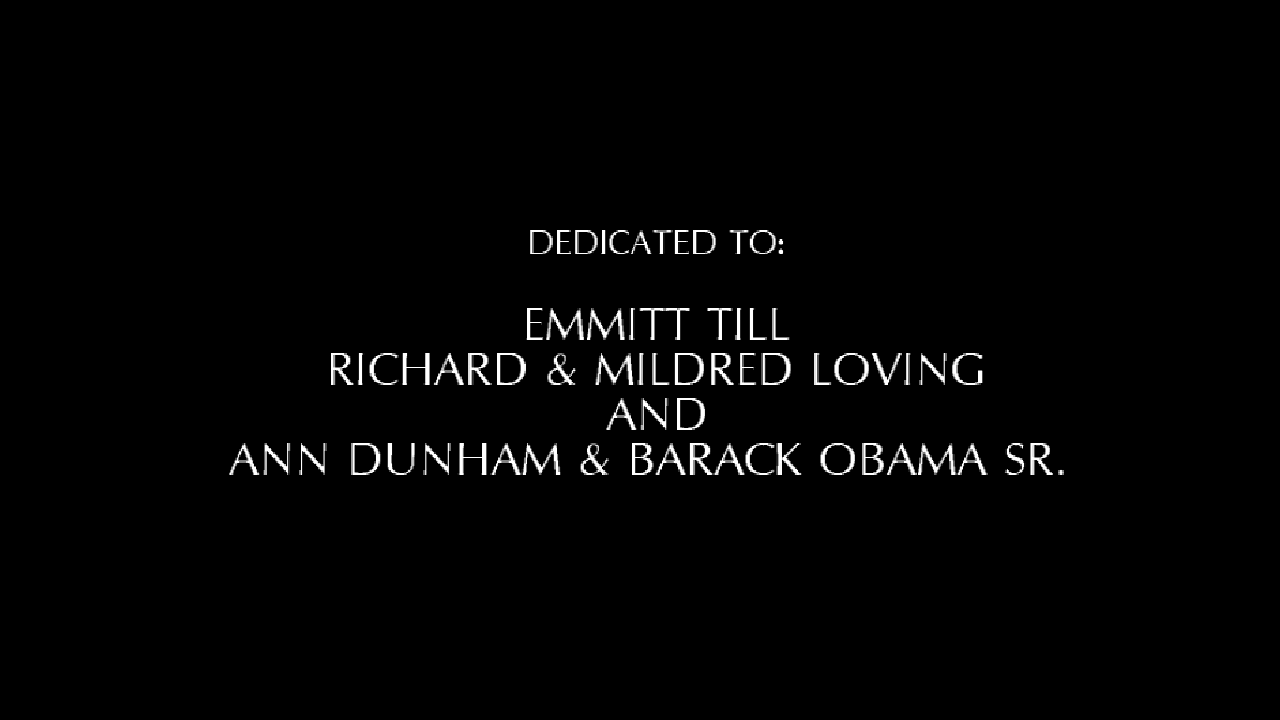 DEDICATED TO:
EMMITT TILL
RICHARD & MILDRED LOVING
AND
ANN DUNHAM & BARACK OBAMA SR.